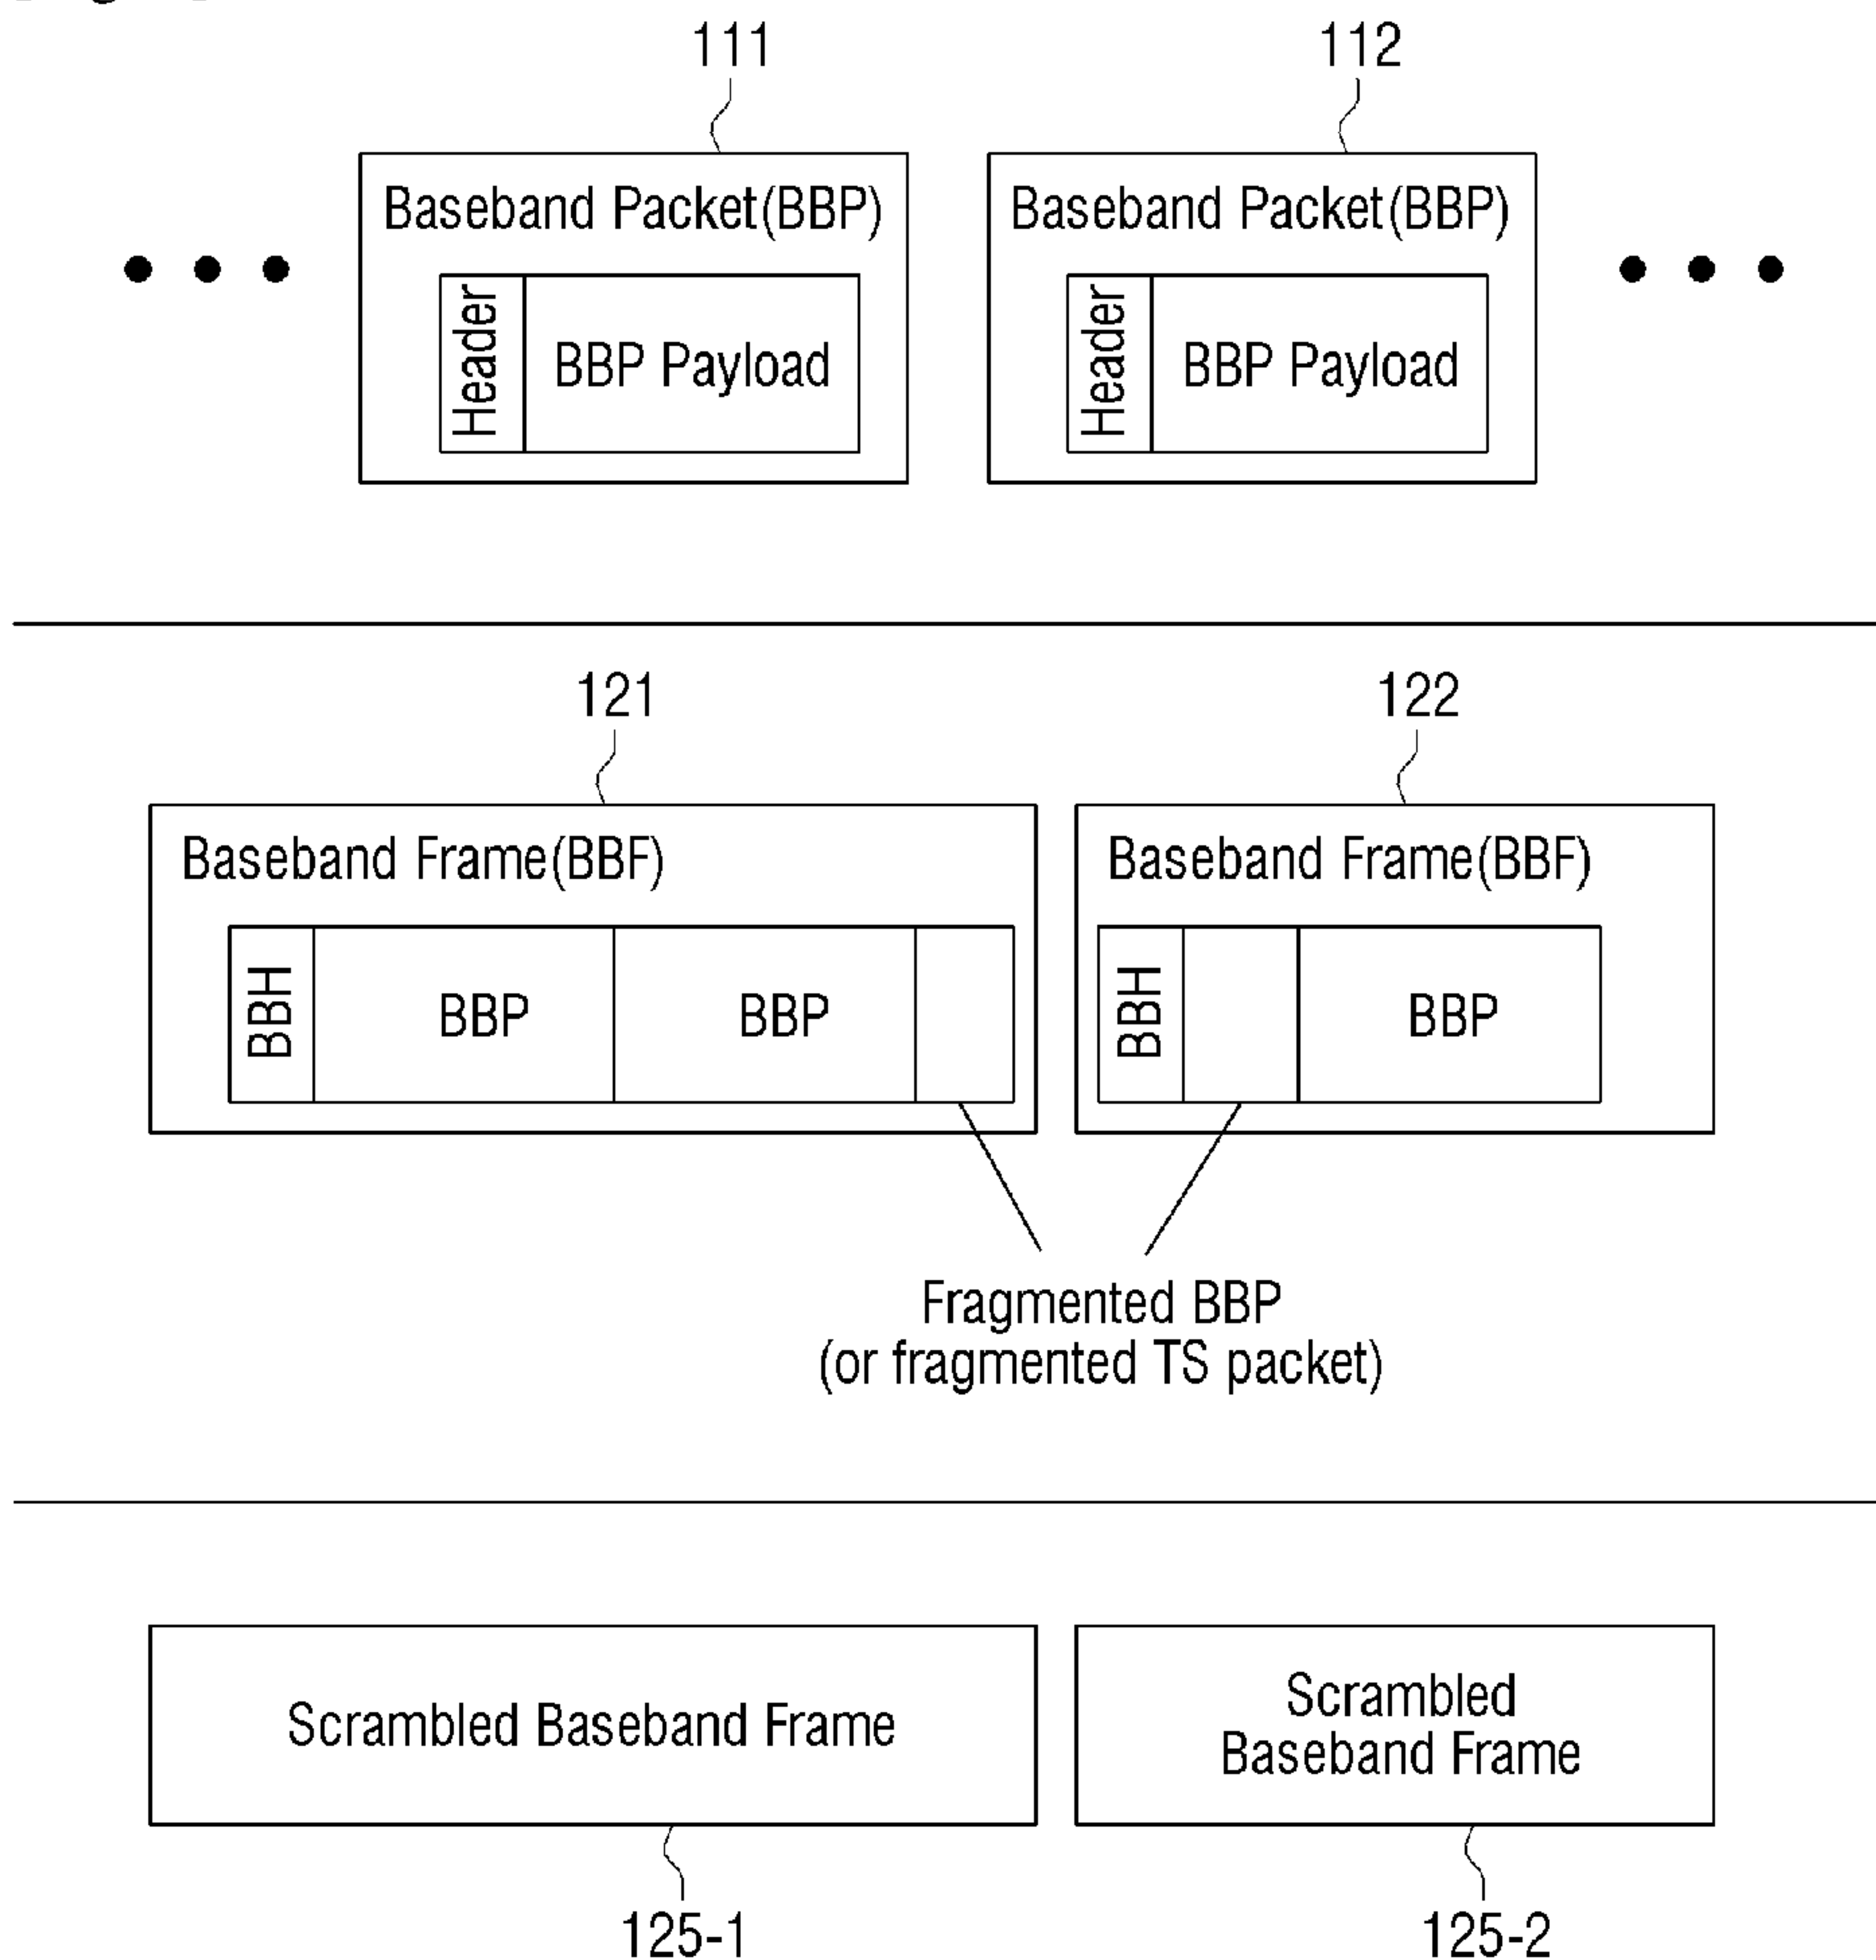 111
112
Baseband Packet(BBP)
Baseband Packet(BBP)
Header
BBP Payload
Header
BBP Payload
121
122
Baseband Frame(BBF)
Baseband Frame(BBF)
BBH
BBP
BBP
BBH
BBP
Fragmented BBP
(or fragmented TS packet)
Scrambled Baseband Frame
Scrambled
Baseband Frame
125-1
125-2